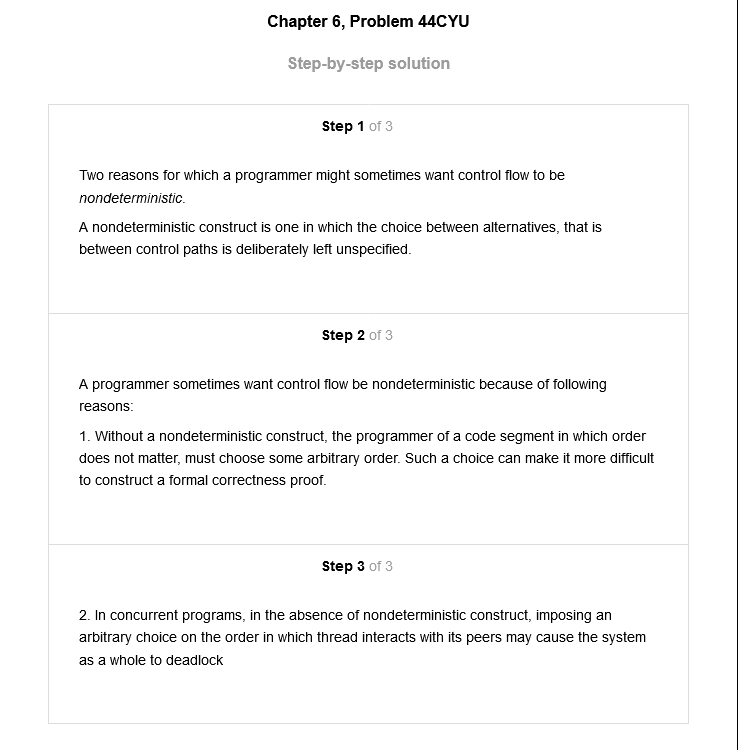 Chapter 6, Problem 44CYU
Step-by-step solution
Step 1 of 3
Two reasons for which a programmer might sometimes want control flow to be
nondeterministic.
A nondeterministic construct is one in which the choice between alternatives, that is
between control paths is deliberately left unspecified.
Step 2 of 3
A programmer sometimes want control flow be nondeterministic because of following
reasons:
1. Without a nondeterministic construct, the programmer of a code segment in which order
does not matter, must choose some arbitrary order. Such a choice can make it more difficult
to construct a formal correctness proof.
Step 3 of 3
2. In concurrent programs, in the absence of nondeterministic construct, imposing an
arbitrary choice on the order in which thread interacts with its peers may cause the system
as a whole to deadlock